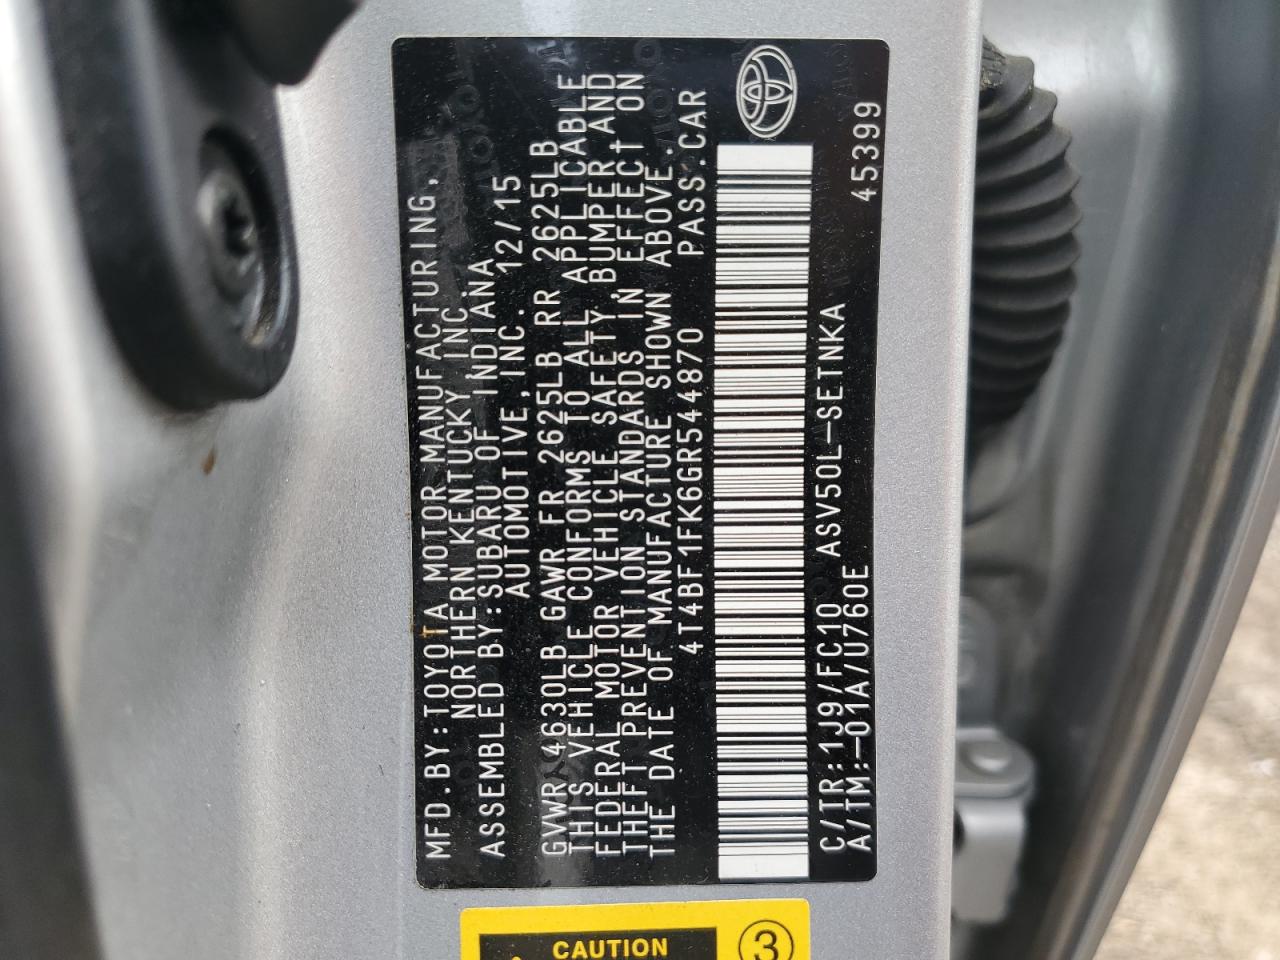 MFD.BY:TOYOTA MOTOR MANUFACTURING,
NORTHERN KENTUCKY,INC.
ASSEMBLED BY:SUBARU OF INDIANA
AUTOMOTIVE,INC. 12/15
GVWR 4630LB GAWR FR 2625LB RR 2625LB
THIS VEHICLE CONFORMS TO ALL APPLICABLE
FEDERAL MOTOR VEHICLE SAFETY, BUMPER, AND
THEFT PREVENTION STANDARDS IN EFFECT ON
THE DATE OF MANUFACTURE SHOWN ABOVE.
4T4BF1FK6GR544870 PASS.CAR
C/TR:1J9/FC10 ASV50L-SETNKA
A/TM:-01A/U760E 45399
CAUTION 3